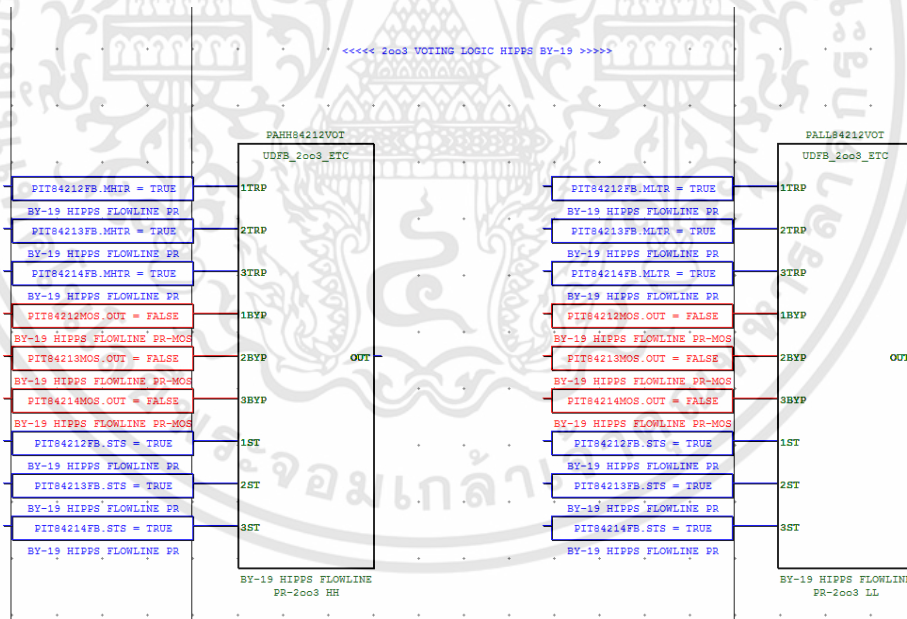 <<<<< 2oo3 VOTING LOGIC HIPPS BY-19 >>>>>
PAHH84212VOT
UDFB_2oo3_ETC
PIT84212FB.MHTR = TRUE
1TRP
BY-19 HIPPS FLOWLINE PR
PIT84213FB.MHTR = TRUE
2TRP
BY-19 HIPPS FLOWLINE PR
PIT84214FB.MHTR = TRUE
3TRP
BY-19 HIPPS FLOWLINE PR
PIT84212MOS.OUT = FALSE
1BYP
BY-19 HIPPS FLOWLINE PR-MOS
PIT84213MOS.OUT = FALSE
2BYP
OUT
BY-19 HIPPS FLOWLINE PR-MOS
PIT84214MOS.OUT = FALSE
3BYP
BY-19 HIPPS FLOWLINE PR-MOS
PIT84212FB.STS = TRUE
1ST
BY-19 HIPPS FLOWLINE PR
PIT84213FB.STS = TRUE
2ST
BY-19 HIPPS FLOWLINE PR
PIT84214FB.STS = TRUE
3ST
BY-19 HIPPS FLOWLINE PR
BY-19 HIPPS FLOWLINE
PR-2oo3 HH
PALL84212VOT
UDFB_2oo3_ETC
PIT84212FB.MLTR = TRUE
1TRP
BY-19 HIPPS FLOWLINE PR
PIT84213FB.MLTR = TRUE
2TRP
BY-19 HIPPS FLOWLINE PR
PIT84214FB.MLTR = TRUE
3TRP
BY-19 HIPPS FLOWLINE PR
PIT84212MOS.OUT = FALSE
1BYP
BY-19 HIPPS FLOWLINE PR-MOS
PIT84213MOS.OUT = FALSE
2BYP
OUT
BY-19 HIPPS FLOWLINE PR-MOS
PIT84214MOS.OUT = FALSE
3BYP
BY-19 HIPPS FLOWLINE PR-MOS
PIT84212FB.STS = TRUE
1ST
BY-19 HIPPS FLOWLINE PR
PIT84213FB.STS = TRUE
2ST
BY-19 HIPPS FLOWLINE PR
PIT84214FB.STS = TRUE
3ST
BY-19 HIPPS FLOWLINE PR
BY-19 HIPPS FLOWLINE
PR-2oo3 LL